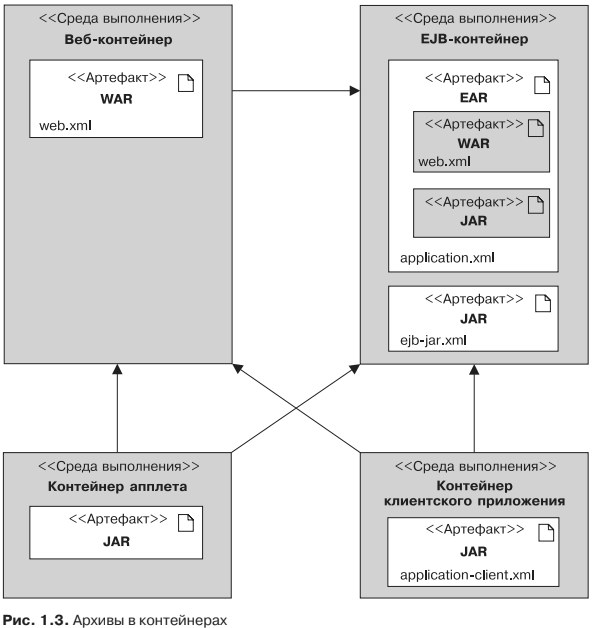 <<Среда выполнения>>
Веб-контейнер
<<Артефакт>>
WAR
web.xml
<<Среда выполнения>>
EJB-контейнер
<<Артефакт>>
EAR
<<Артефакт>>
WAR
web.xml
<<Артефакт>>
JAR
application.xml
<<Артефакт>>
JAR
ejb-jar.xml
<<Среда выполнения>>
Контейнер апплета
<<Артефакт>>
JAR
<<Среда выполнения>>
Контейнер
клиентского приложения
<<Артефакт>>
JAR
application-client.xml
Рис. 1.3. Архивы в контейнерах